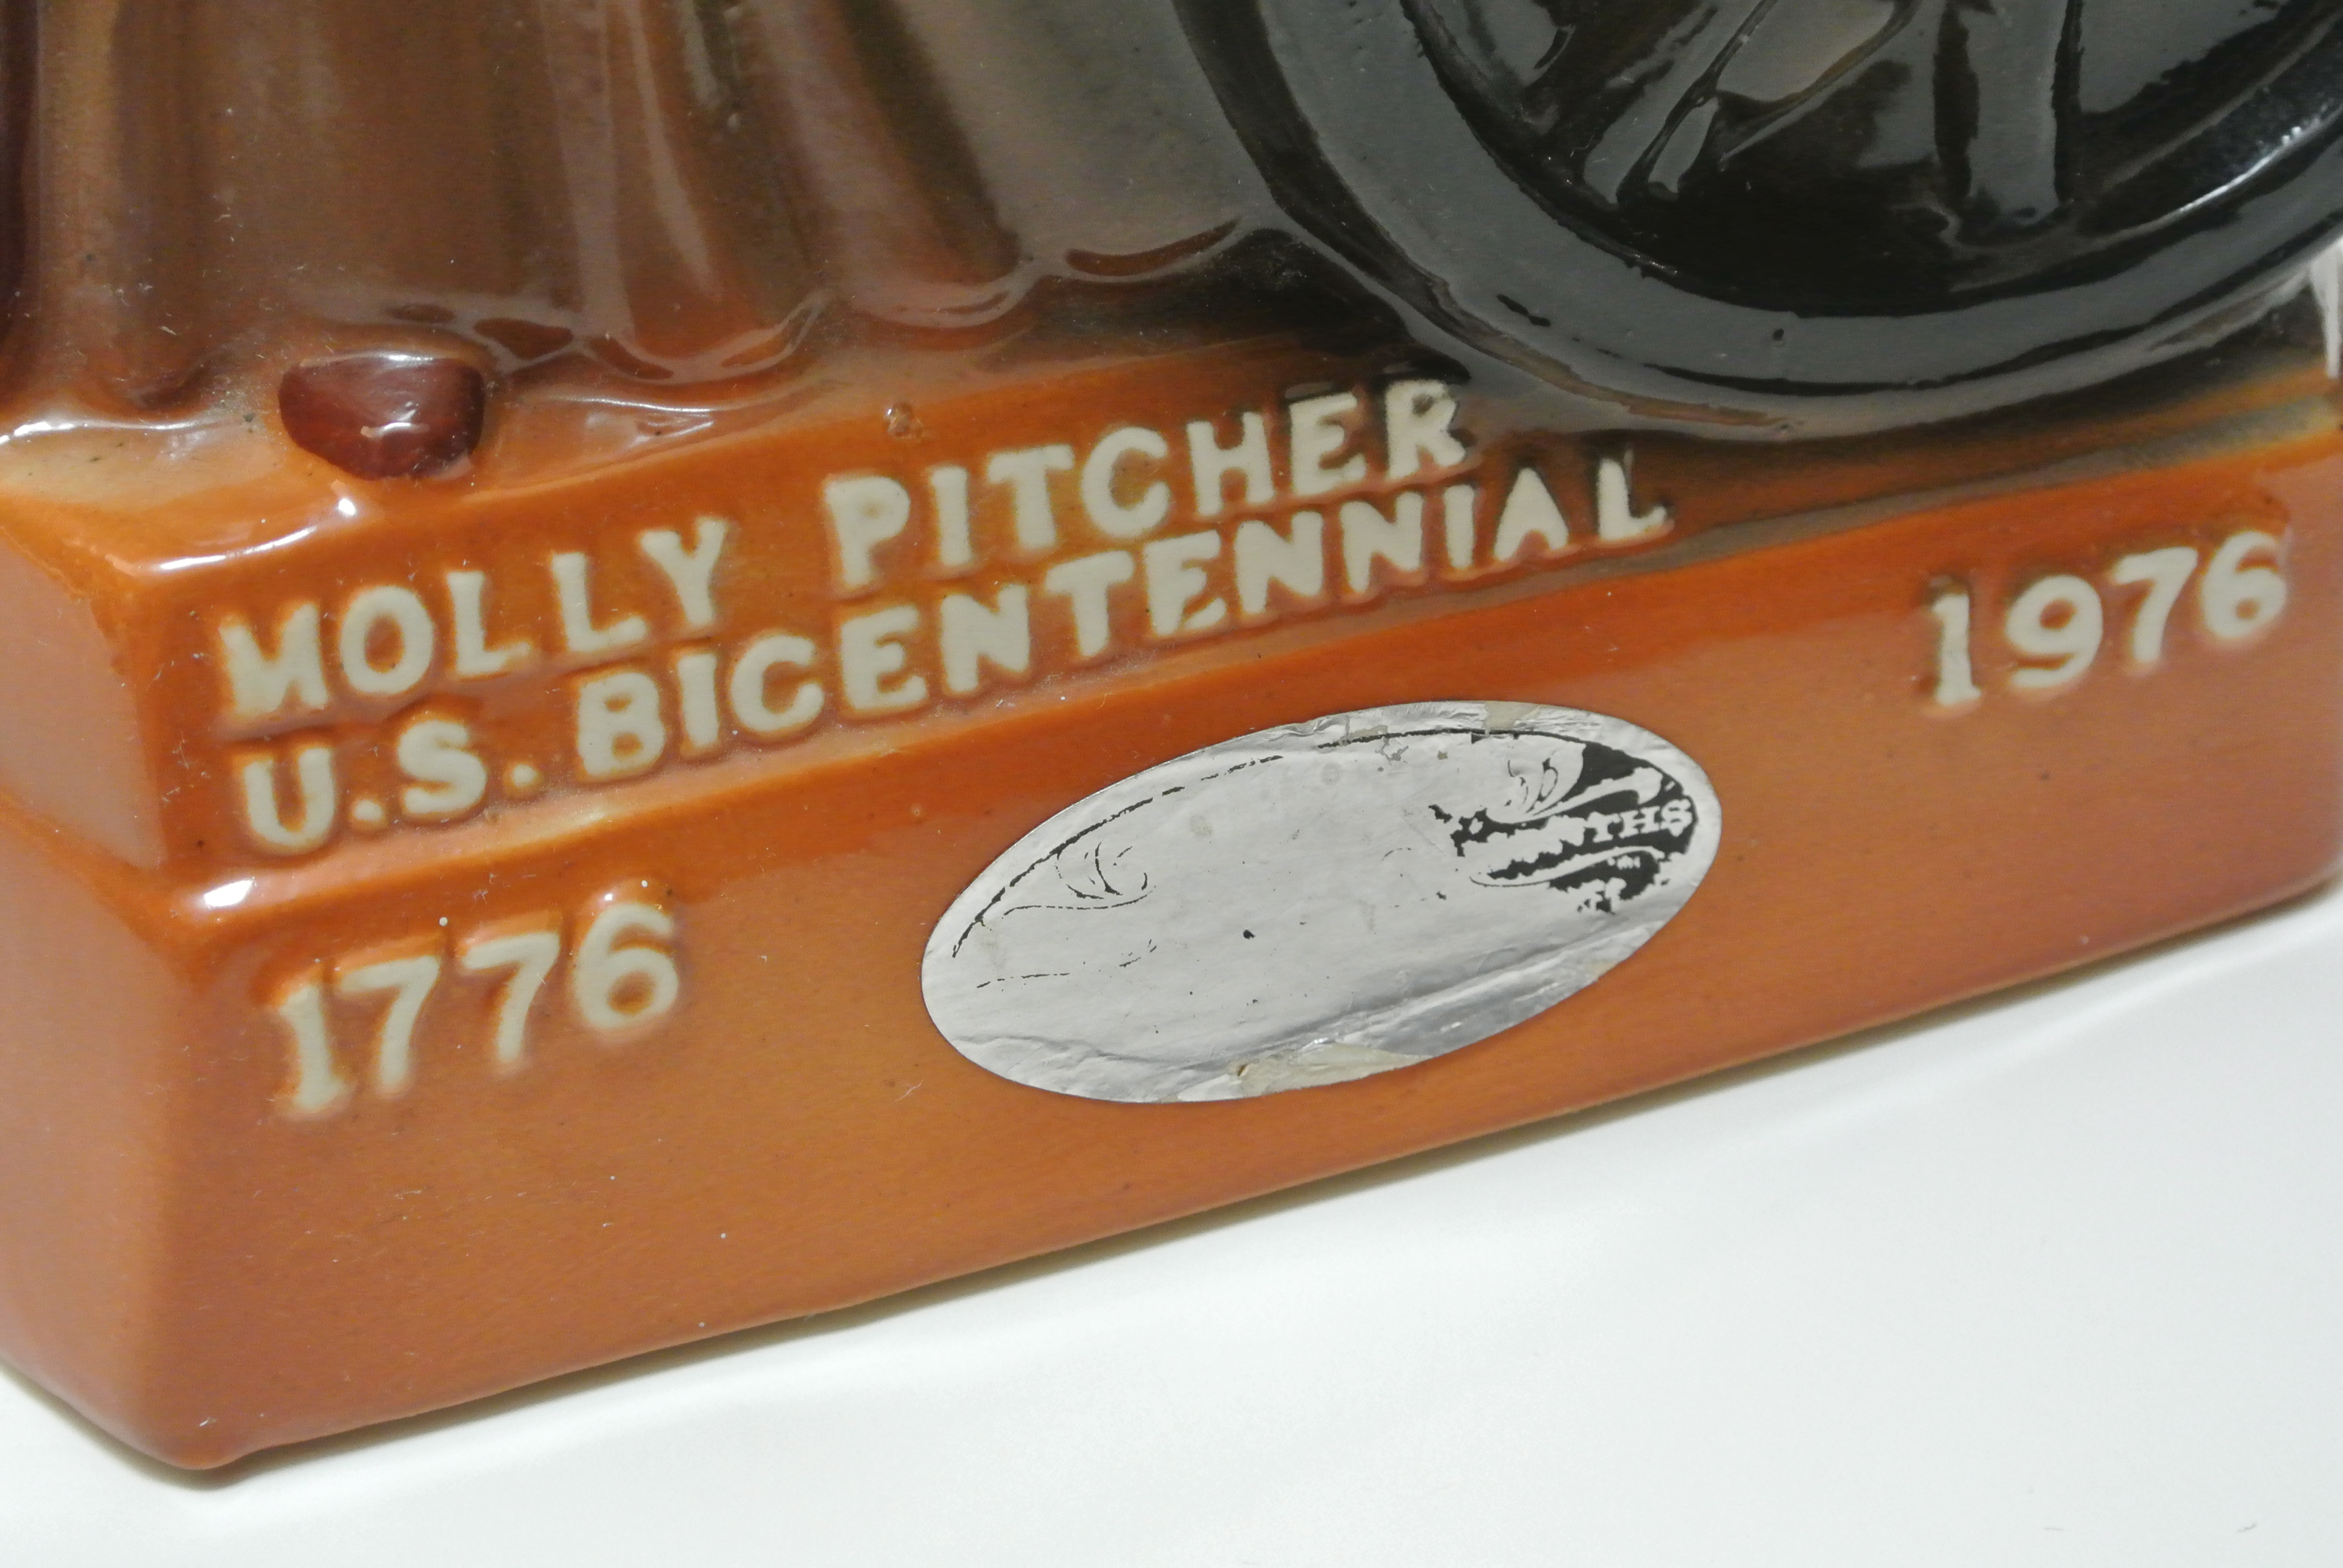 MOLLY PITCHER
U.S. BICENTENNIAL
1776
1976